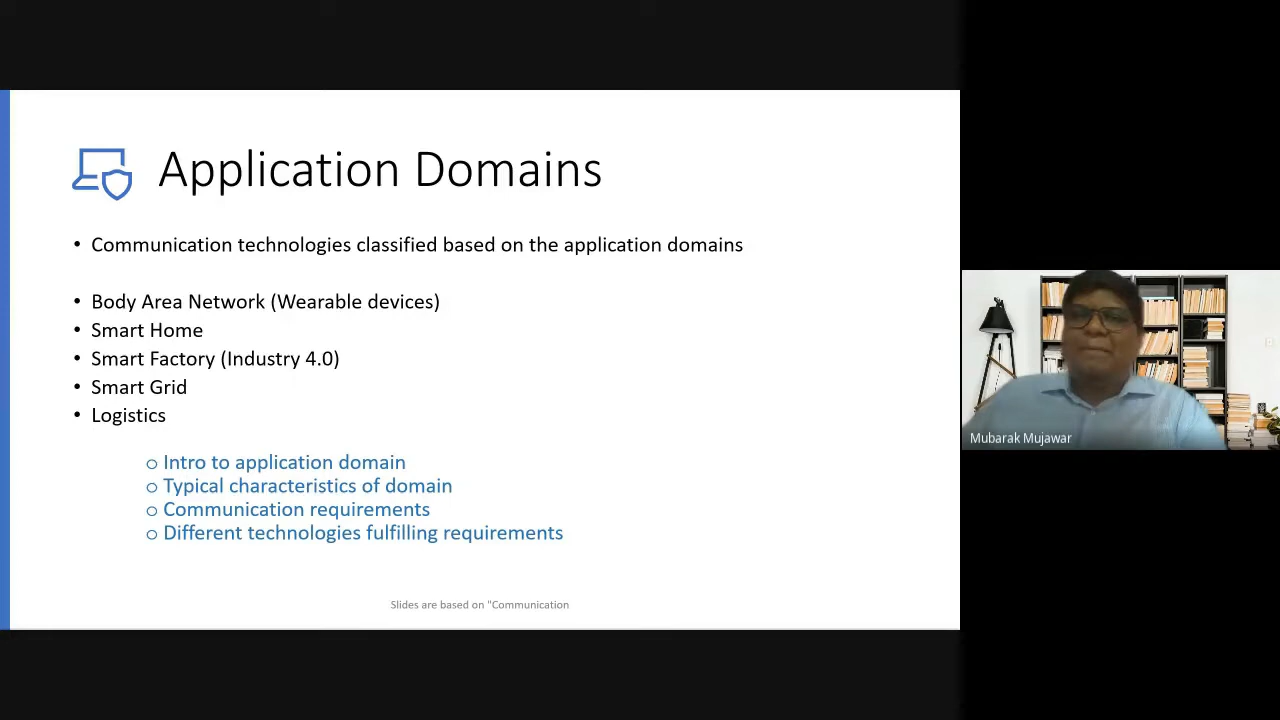 Application Domains
• Communication technologies classified based on the application domains
• Body Area Network (Wearable devices)
• Smart Home
• Smart Factory (Industry 4.0)
• Smart Grid
• Logistics
o Intro to application domain
o Typical characteristics of domain
o Communication requirements
o Different technologies fulfilling requirements
Slides are based on "Communication
Mubarak Mujawar